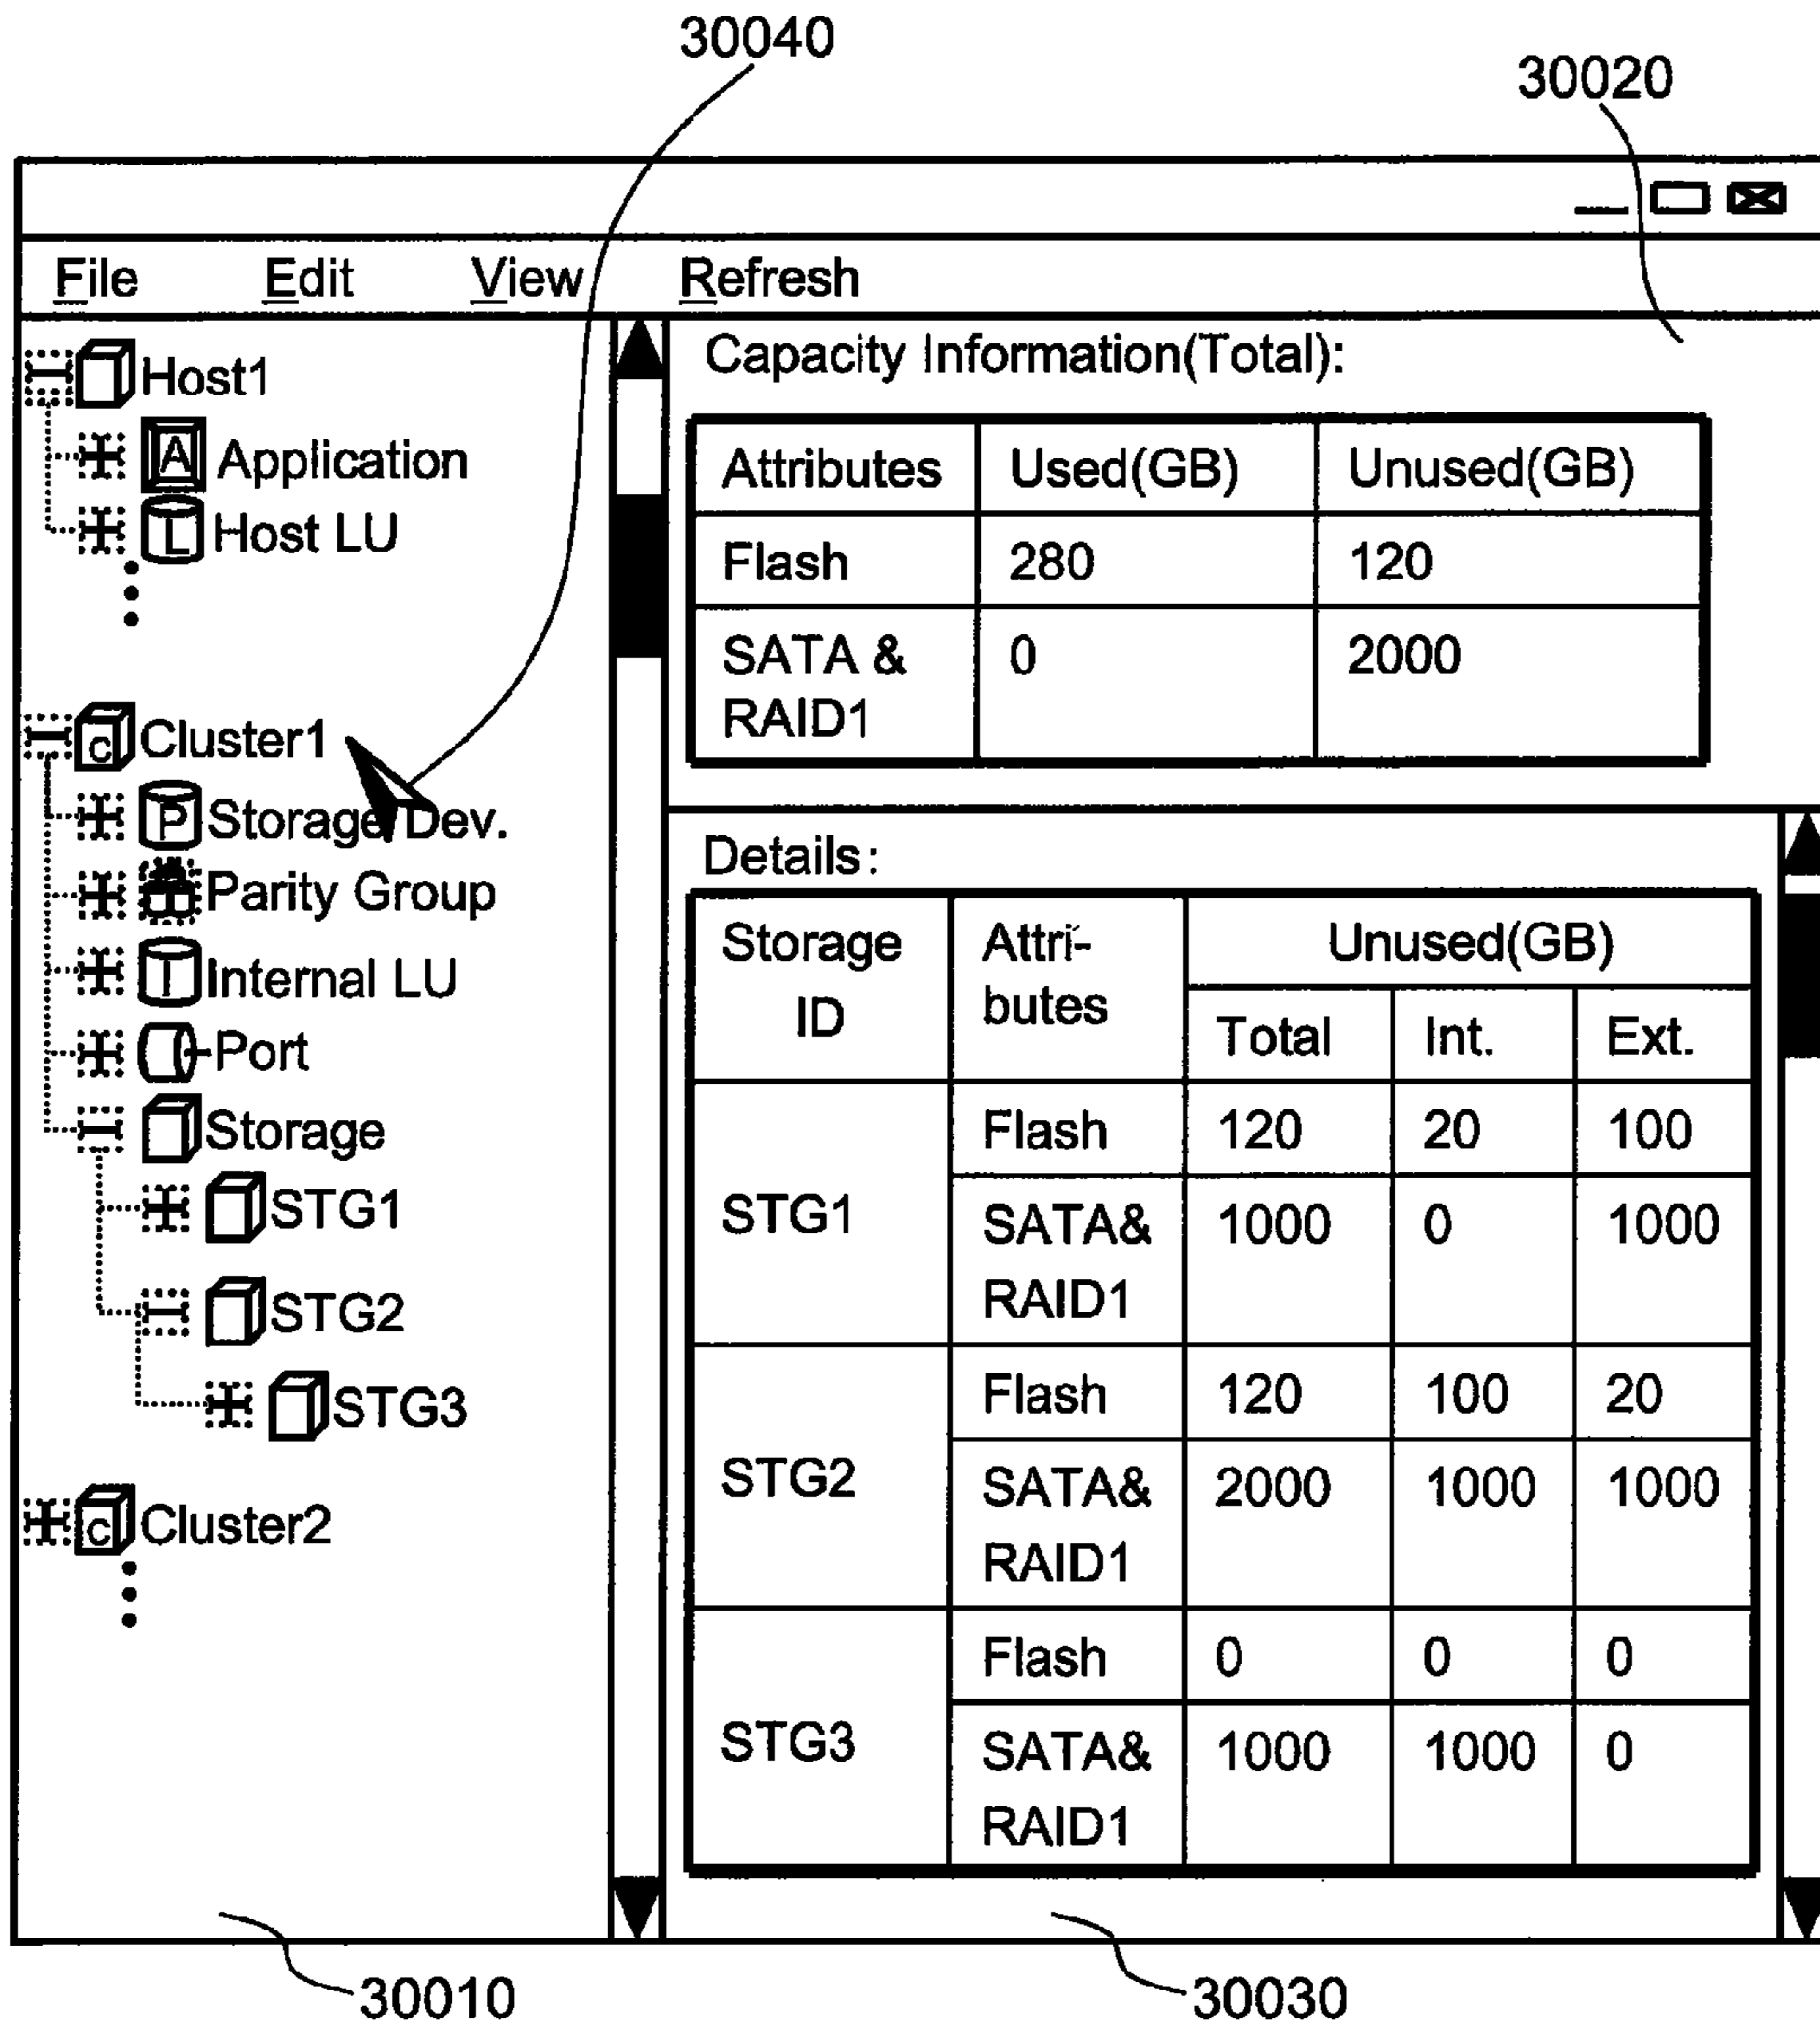 30040
30020
File Edit View Refresh
Host1
A Application
L Host LU
C Cluster1
P Storage Dev.
Parity Group
I Internal LU
Port
Storage
STG1
STG2
STG3
C Cluster2
Capacity Information(Total):
Attributes Used(GB) Unused(GB)
Flash 280 120
SATA & 0 2000
RAID1
Details:
Storage Attri- Unused(GB)
ID butes Total Int. Ext.
Flash 120 20 100
STG1 SATA& 1000 0 1000
RAID1
Flash 120 100 20
STG2 SATA& 2000 1000 1000
RAID1
Flash 0 0 0
STG3 SATA& 1000 1000 0
RAID1
30010
30030